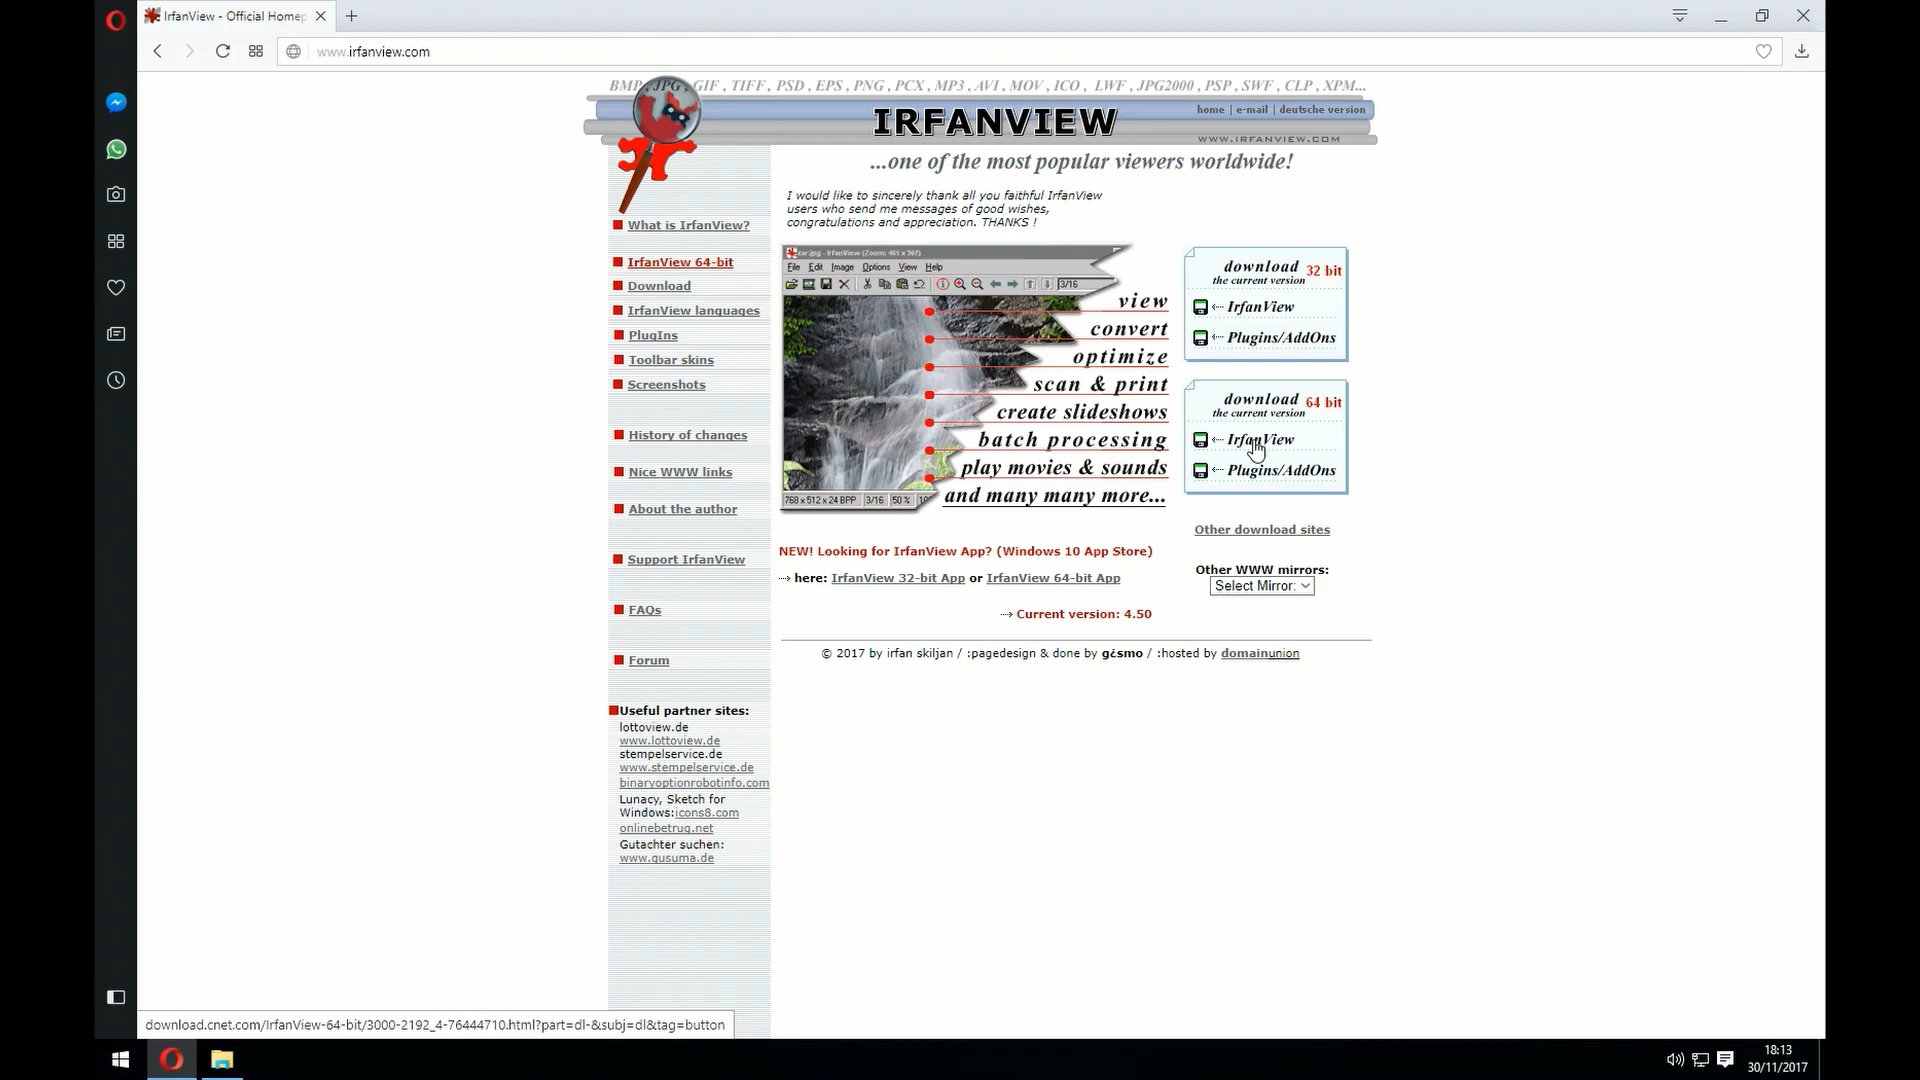 IrfanView - Official Homep
www.irfanview.com
BMP, JPG, GIF, TIFF, PSD, EPS, PNG, PCX, MP3, AVI, MOV, ICO, LWF, JPG2000, PSP, SWF, CLP, XPM...
IRFANVIEW
home | e-mail | deutsche version
WWW.IRFANVIEW.COM
...one of the most popular viewers worldwide!
I would like to sincerely thank all you faithful IrfanView
users who send me messages of good wishes,
congratulations and appreciation. THANKS !
What is IrfanView?
IrfanView 64-bit
Download
IrfanView languages
PlugIns
Toolbar skins
Screenshots
History of changes
Nice WWW links
About the author
Support IrfanView
FAQs
Forum
Useful partner sites:
lottoview.de
www.lottoview.de
stempelservice.de
www.stempelservice.de
binaryoptionrobotinfo.com
Lunacy, Sketch for
Windows:icons8.com
onlinebetrug.net
Gutachter suchen:
www.gusuma.de
car.jpg - IrfanView (Zoom: 461 x 307)
File Edit Image Options View Help
3/16
view
convert
optimize
scan & print
create slideshows
batch processing
play movies & sounds
and many many more...
768 x 512 x 24 BPP 3/16 50 %
download 32 bit
the current version
IrfanView
Plugins/AddOns
download 64 bit
the current version
IrfanView
Plugins/AddOns
Other download sites
Other WWW mirrors:
Select Mirror:
NEW! Looking for IrfanView App? (Windows 10 App Store)
here: IrfanView 32-bit App or IrfanView 64-bit App
Current version: 4.50
© 2017 by irfan skiljan / :pagedesign & done by / :hosted by domainunion
download.cnet.com/IrfanView-64-bit/3000-2192_4-76444710.html?part=dl-&subj=dl&tag=button
18:13
30/11/2017